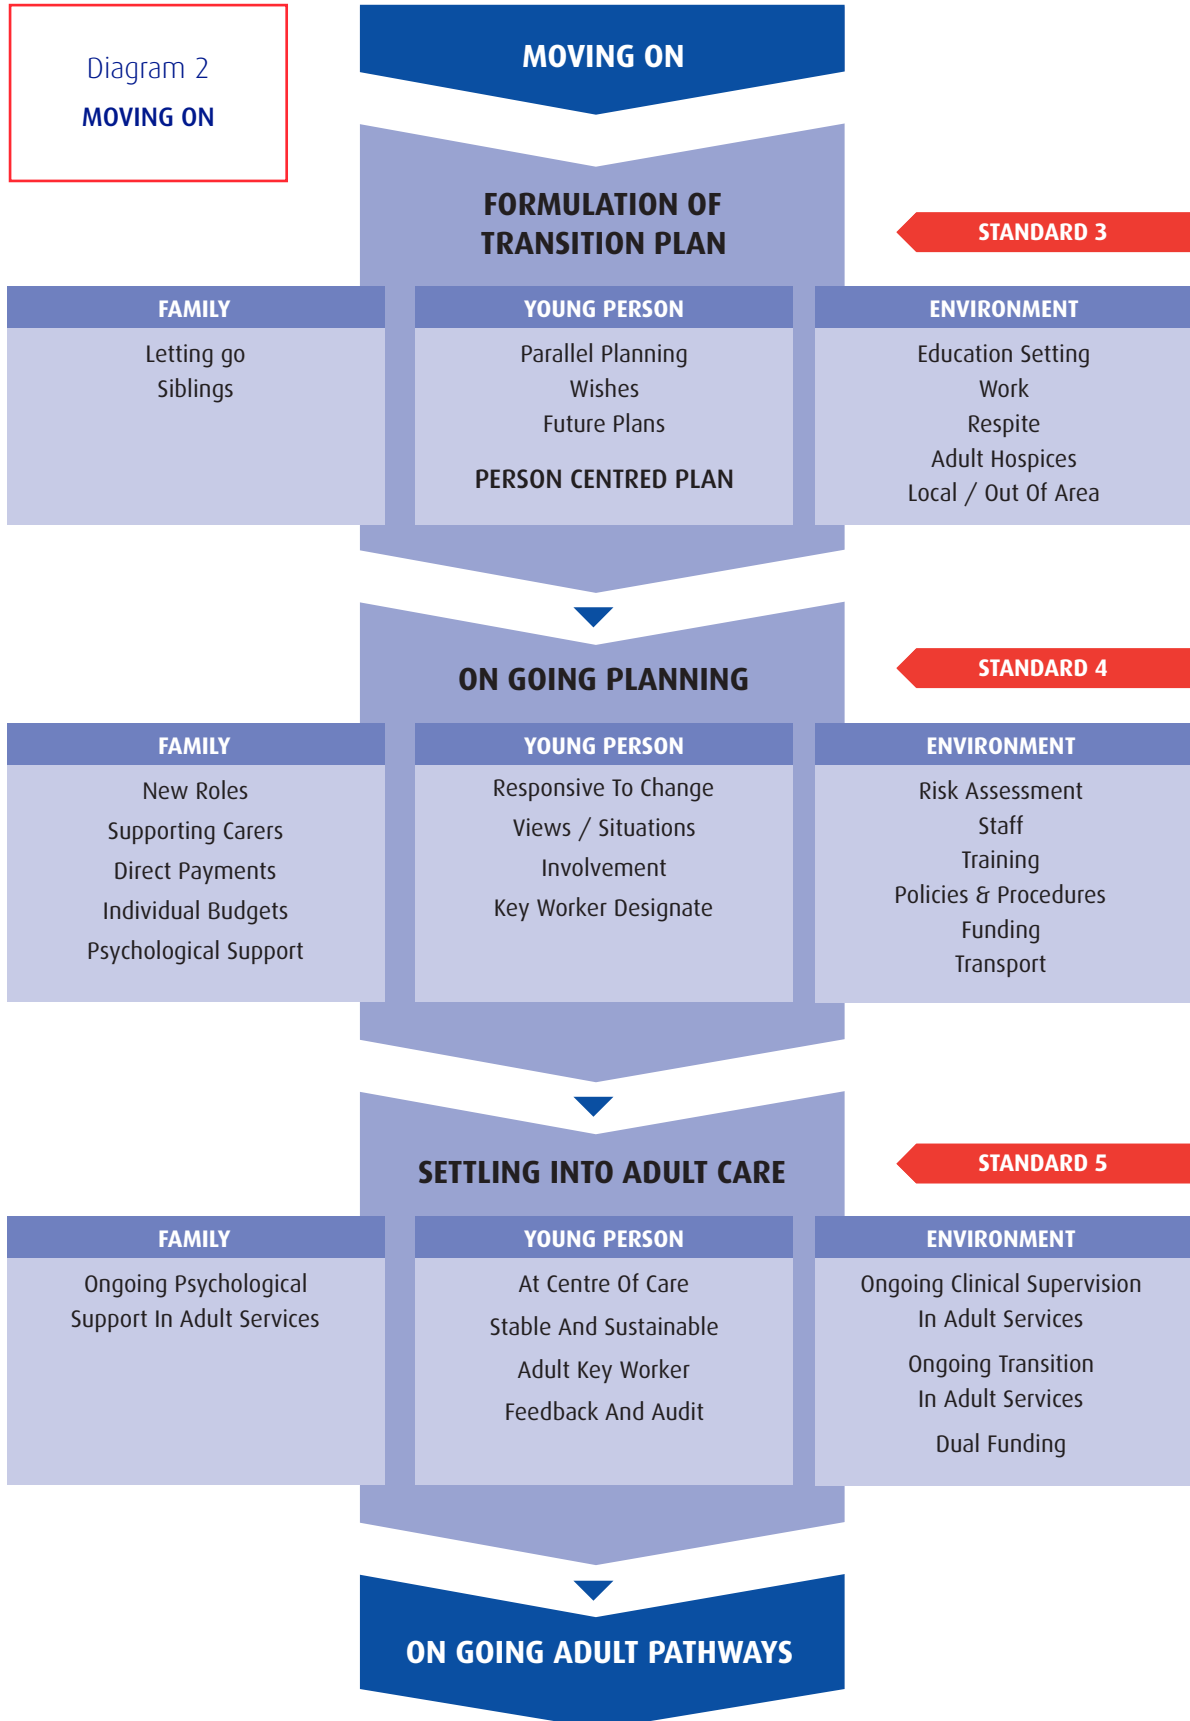 Diagram 2
MOVING ON
MOVING ON
FORMULATION OF
TRANSITION PLAN
STANDARD 3
FAMILY
Letting go
Siblings
YOUNG PERSON
Parallel Planning
Wishes
Future Plans
PERSON CENTRED PLAN
ENVIRONMENT
Education Setting
Work
Respite
Adult Hospices
Local / Out Of Area
ON GOING PLANNING
STANDARD 4
FAMILY
New Roles
Supporting Carers
Direct Payments
Individual Budgets
Psychological Support
YOUNG PERSON
Responsive To Change
Views / Situations
Involvement
Key Worker Designate
ENVIRONMENT
Risk Assessment
Staff
Training
Policies & Procedures
Funding
Transport
SETTLING INTO ADULT CARE
STANDARD 5
FAMILY
Ongoing Psychological
Support In Adult Services
YOUNG PERSON
At Centre Of Care
Stable And Sustainable
Adult Key Worker
Feedback And Audit
ENVIRONMENT
Ongoing Clinical Supervision
In Adult Services
Ongoing Transition
In Adult Services
Dual Funding
ON GOING ADULT PATHWAYS